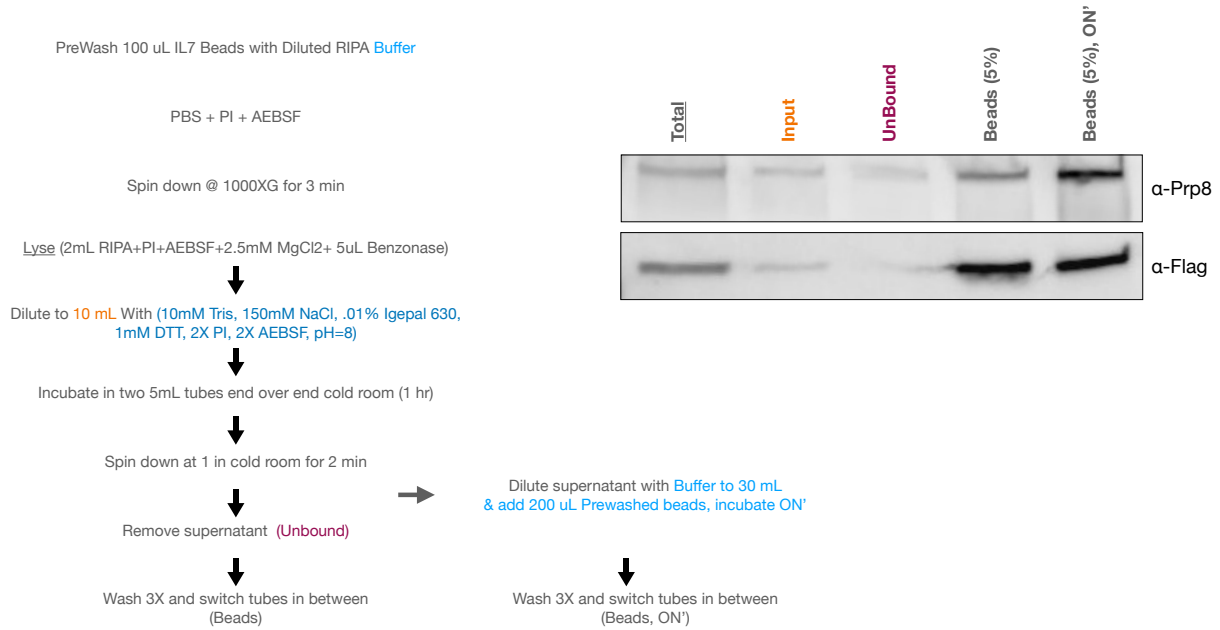 PreWash 100 uL IL7 Beads with Diluted RIPA Buffer
PBS + PI + AEBSF
Spin down @ 1000XG for 3 min
Lyse (2mL RIPA+PI+AEBSF+2.5mM MgCl2+ 5uL Benzonase)
Dilute to 10 mL With (10mM Tris, 150mM NaCl, .01% Igepal 630,
1mM DTT, 2X PI, 2X AEBSF, pH=8)
Incubate in two 5mL tubes end over end cold room (1 hr)
Spin down at 1 in cold room for 2 min
Remove supernatant (Unbound)
Wash 3X and switch tubes in between
(Beads)
Dilute supernatant with Buffer to 30 mL
& add 200 uL Prewashed beads, incubate ON'
Wash 3X and switch tubes in between
(Beads, ON')
Total
Input
UnBound
Beads (5%)
Beads (5%), ON'
α-Prp8
α-Flag